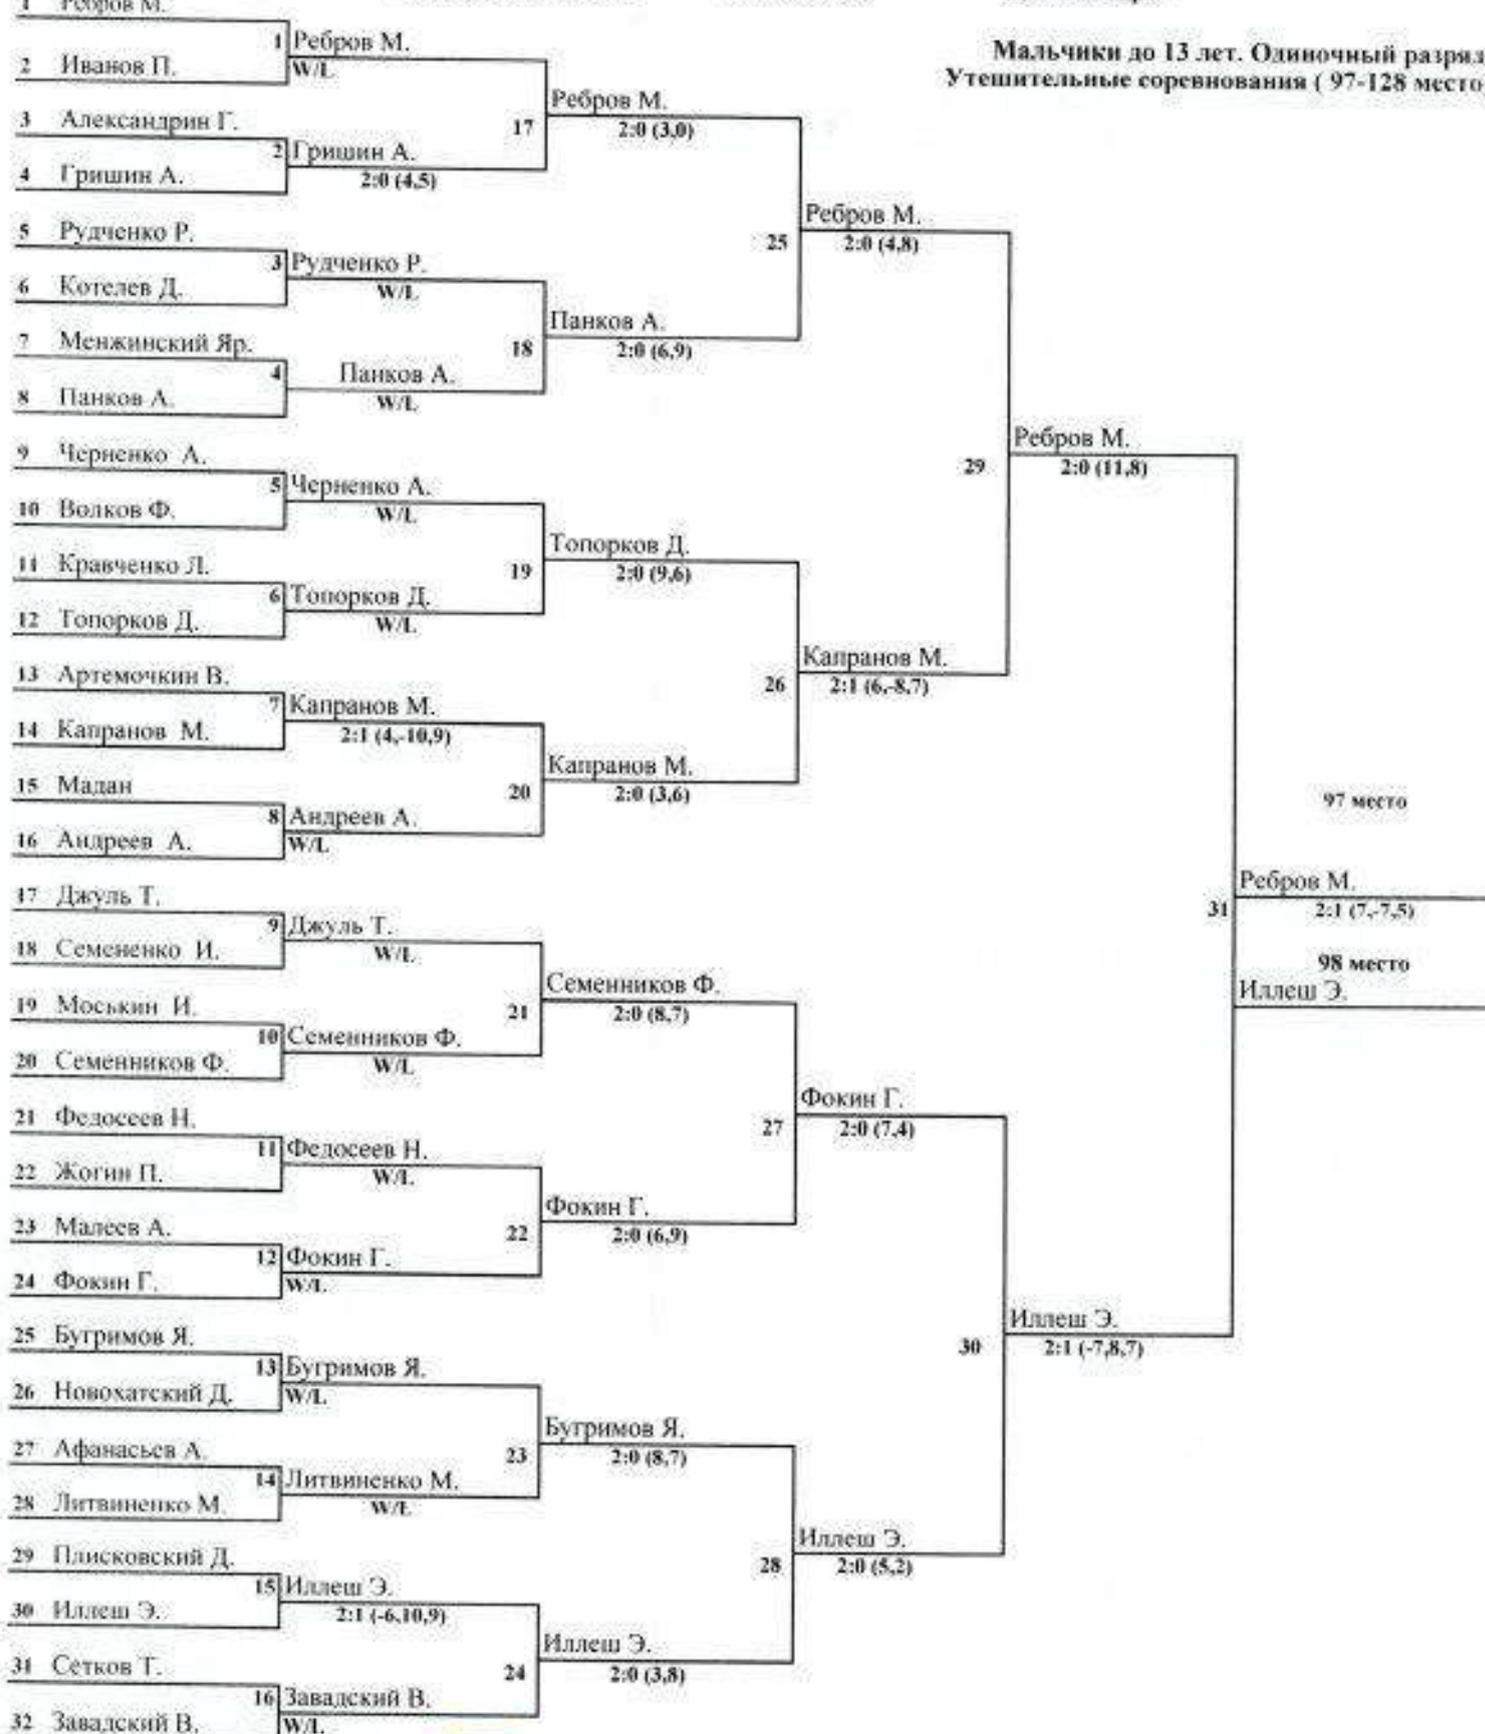 1 Ребров М.
Мальчики до 13 лет. Одиночный разряд
Утешительные соревнования ( 97-128 место
1 Ребров М.
W/L
2 Иванов П.
Ребров М.
17
2:0 (3,0)
3 Александрин Г.
2 Гришин А.
2:0 (4,5)
4 Гришин А.
Ребров М.
25
2:0 (4,8)
5 Рудченко Р.
3 Рудченко Р.
W/L
6 Котелев Д.
Панков А.
18
2:0 (6,9)
7 Менжинский Яр.
4 Панков А.
W/L
8 Панков А.
Ребров М.
29
2:0 (11,8)
9 Черненко А.
5 Черненко А.
W/L
10 Волков Ф.
Топорков Д.
19
2:0 (9,6)
11 Кравченко Л.
6 Топорков Д.
W/L
12 Топорков Д.
Капранов М.
26
2:1 (6,-8,7)
13 Артемочкин В.
7 Капранов М.
2:1 (4,-10,9)
14 Капранов М.
Капранов М.
20
2:0 (3,6)
15 Мадан
8 Андреев А.
W/L
16 Андреев А.
97 место
Ребров М.
31
2:1 (7,-7,5)
98 место
Иллеш Э.
17 Джуль Т.
9 Джуль Т.
W/L
18 Семененко И.
Семенников Ф.
21
2:0 (8,7)
19 Моськин И.
10 Семенников Ф.
W/L
20 Семенников Ф.
Фокин Г.
27
2:0 (7,4)
21 Федосеев Н.
11 Федосеев Н.
W/L
22 Жогин П.
Фокин Г.
22
2:0 (6,9)
23 Малеев А.
12 Фокин Г.
W/L
24 Фокин Г.
Иллеш Э.
30
2:1 (-7,8,7)
25 Бугримов Я.
13 Бугримов Я.
W/L
26 Новохатский Д.
Бугримов Я.
23
2:0 (8,7)
27 Афанасьев А.
14 Литвиненко М.
W/L
28 Литвиненко М.
Иллеш Э.
28
2:0 (5,2)
29 Плисковский Д.
15 Иллеш Э.
2:1 (-6,10,9)
30 Иллеш Э.
Иллеш Э.
24
2:0 (3,8)
31 Сетков Т.
16 Завадский В.
W/L
32 Завадский В.